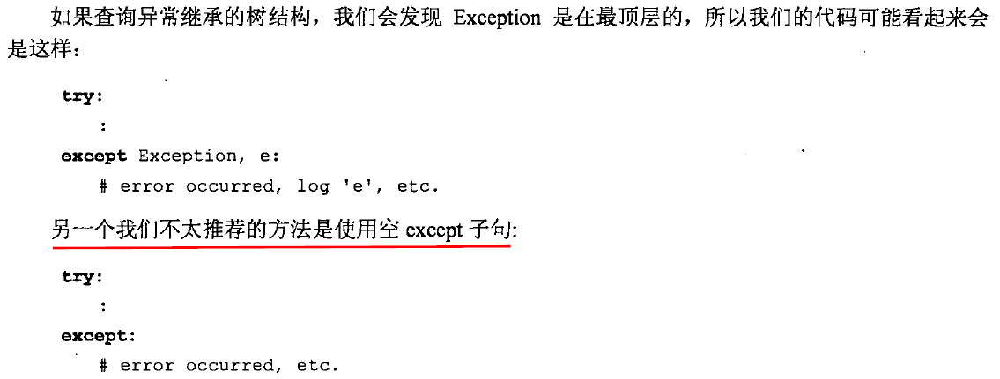 如果查询异常继承的树结构，我们会发现 Exception 是在最顶层的，所以我们的代码可能看起来会
是这样：
try:
:
except Exception, e:
# error occurred, log 'e', etc.
另一个我们不太推荐的方法是使用空 except 子句:
try:
:
except:
# error occurred, etc.